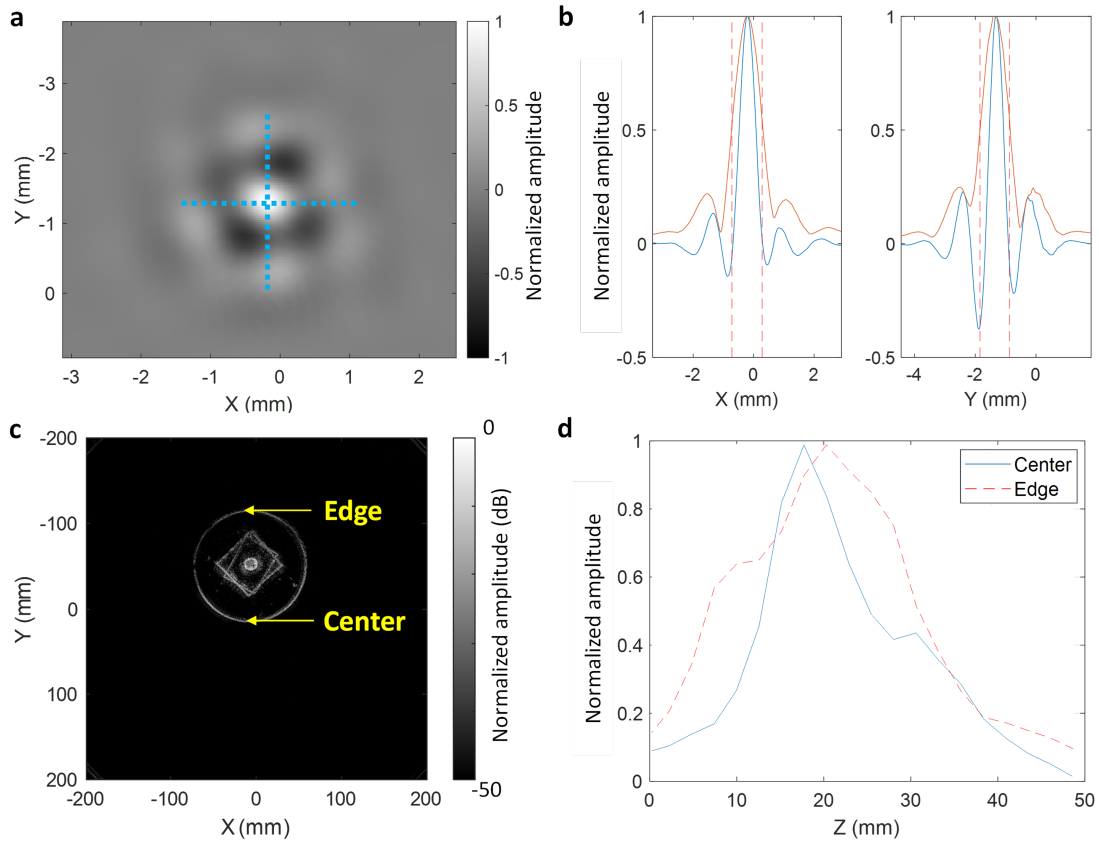 a
-3
-2
-1
0
Y (mm)
-3
-2
-1
0
1
2
X (mm)
1
0.5
0
-0.5
-1
Normalized amplitude
b
1
0.5
0
-0.5
Normalized amplitude
-2
0
2
X (mm)
1
0.5
0
-0.5
-4
-2
0
Y (mm)
c
-200
-100
0
100
200
Y (mm)
Edge
Center
-200
-100
0
100
200
X (mm)
0
-50
Normalized amplitude (dB)
d
1
0.8
0.6
0.4
0.2
0
Normalized amplitude
Center
Edge
0
10
20
30
40
50
Z (mm)